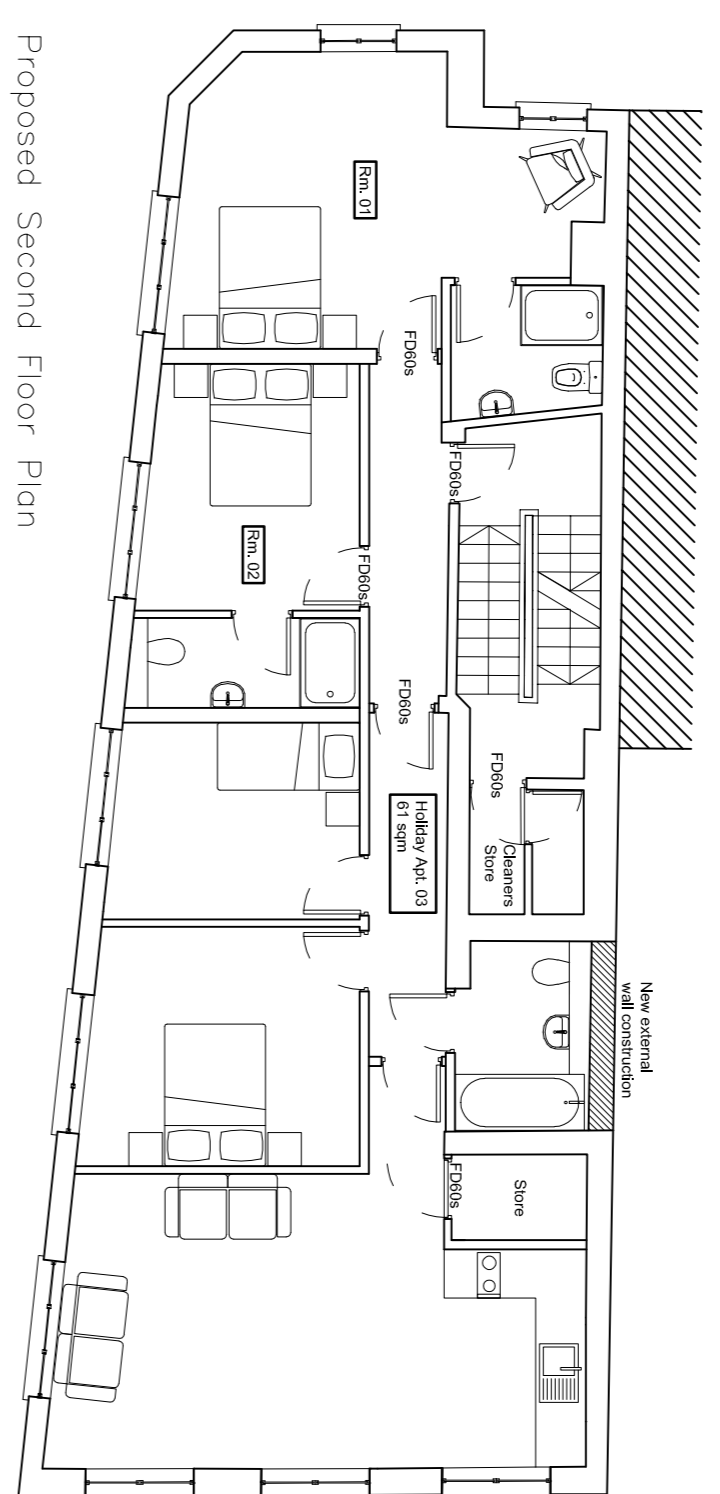 Proposed Second Floor Plan
Rm. 01
FD60s
FD60s
Rm. 02
FD60s
FD60s
FD60s
Cleaners
Store
Holiday Apt. 03
61 sqm
New external
wall construction
FD60s
Store